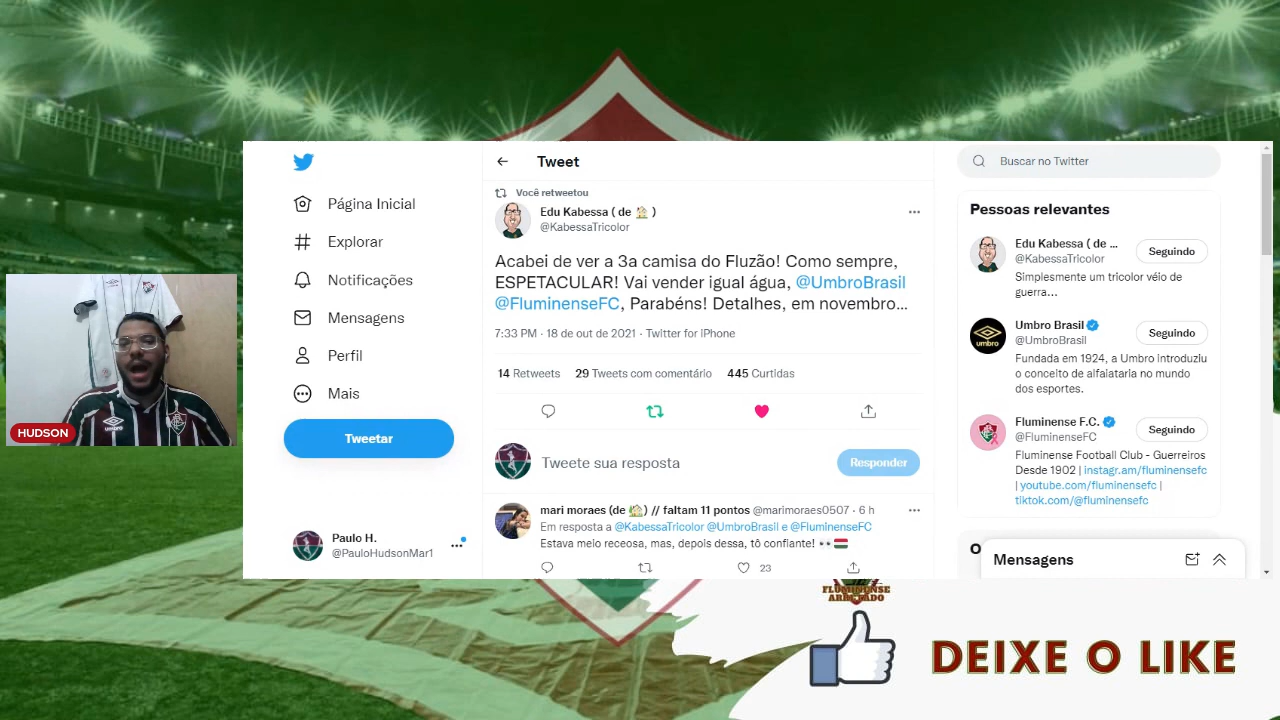 Tweet
Buscar no Twitter
Você retweetou
Edu Kabessa ( de 🏠 )
@KabessaTricolor
Acabei de ver a 3a camisa do Fluzão! Como sempre,
ESPETACULAR! Vai vender igual água, @UmbroBrasil
@FluminenseFC, Parabéns! Detalhes, em novembro...
7:33 PM · 18 de out de 2021 · Twitter for iPhone
14 Retweets 29 Tweets com comentário 445 Curtidas
Tweete sua resposta
Responder
mari moraes (de 🏠) // faltam 11 pontos @marimoraes0507 · 6 h
Em resposta a @KabessaTricolor @UmbroBrasil e @FluminenseFC
Estava meio receosa, mas, depois dessa, tô confiante! 👀🇭🇺
23
Página Inicial
Explorar
Notificações
Mensagens
Perfil
Mais
Tweetar
Paulo H.
@PauloHudsonMar1
Pessoas relevantes
Edu Kabessa ( de ...
@KabessaTricolor
Seguindo
Simplesmente um tricolor véio de
guerra...
Umbro Brasil
@UmbroBrasil
Seguindo
Fundada em 1924, a Umbro introduziu
o conceito de alfaiataria no mundo
dos esportes.
umbro
Fluminense F.C.
@FluminenseFC
Seguindo
Fluminense Football Club - Guerreiros
Desde 1902 | instagr.am/fluminensefc
| youtube.com/fluminensefc |
tiktok.com/@fluminensefc
O
Mensagens
HUDSON
umbro
FLUMINENSE
ARRETADO
DEIXE O LIKE